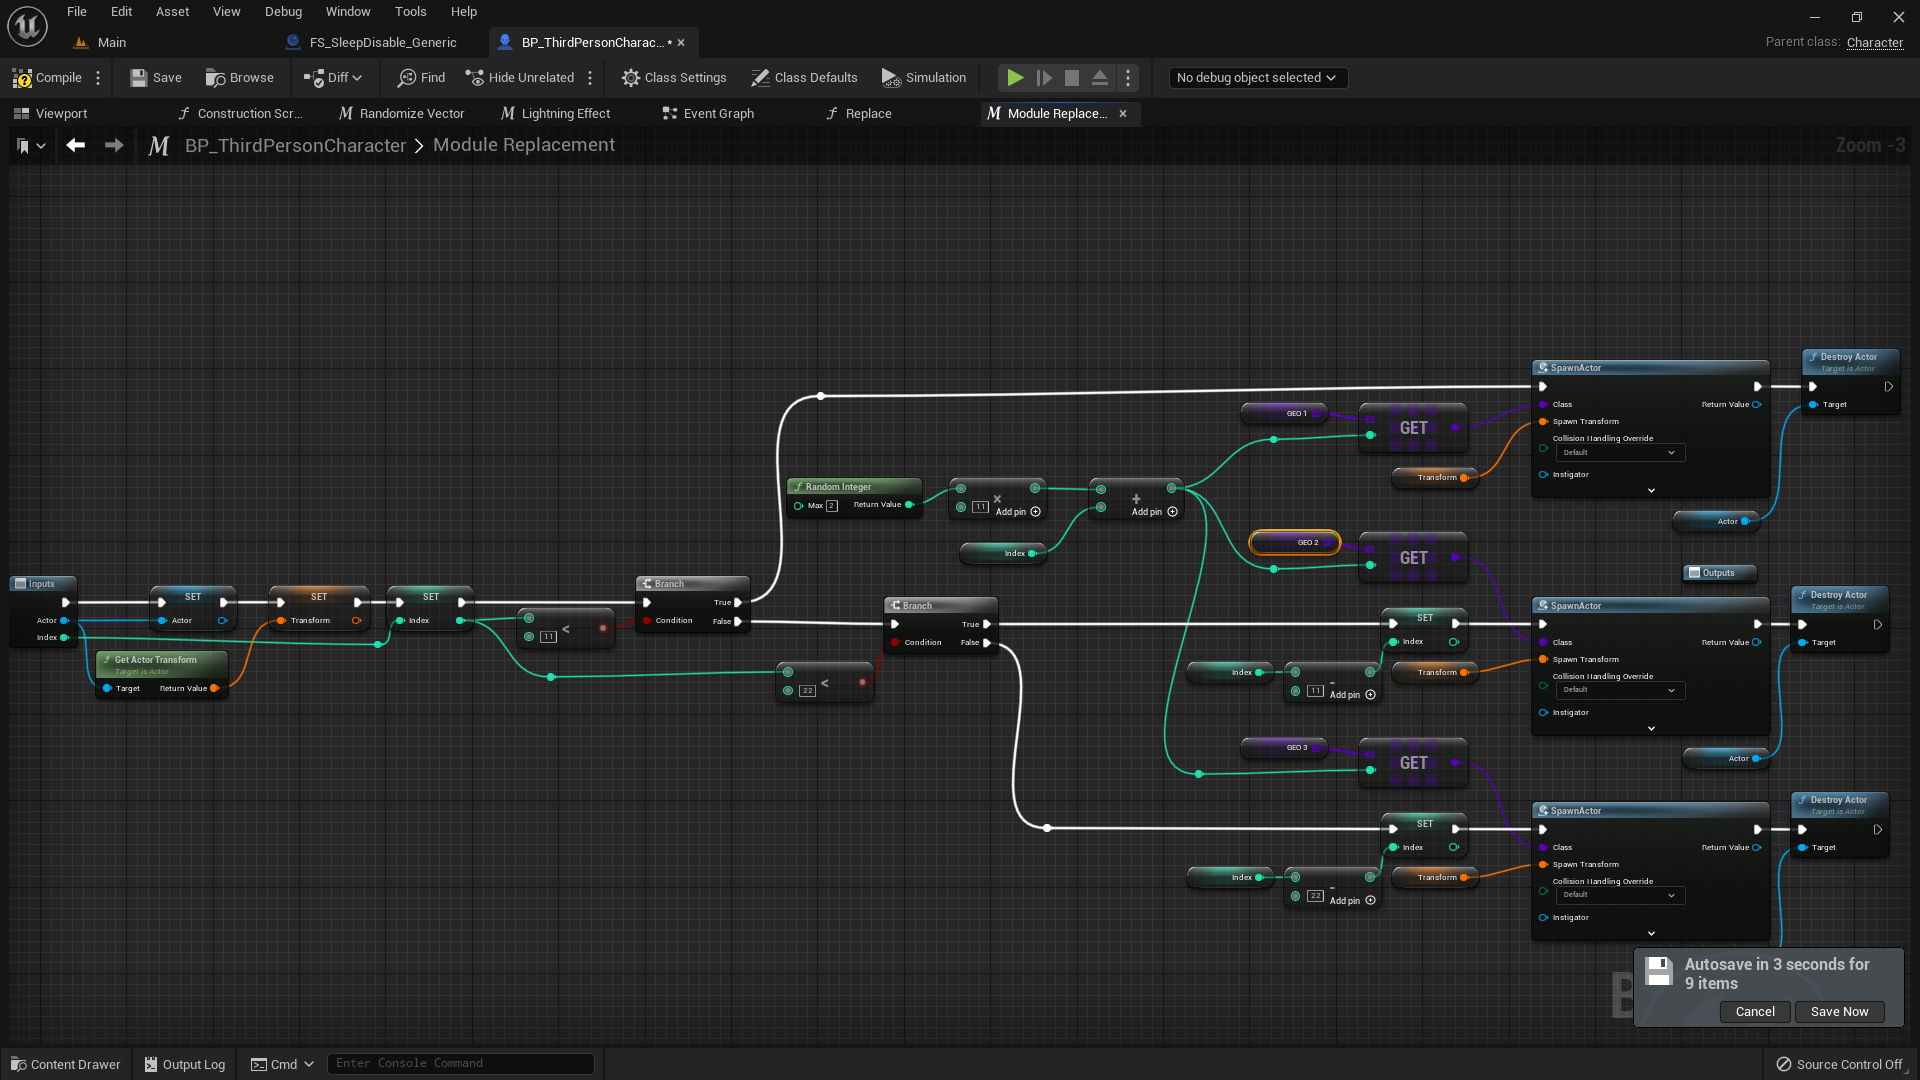 File Edit Asset View Debug Window Tools Help
Main FS_SleepDisable_Generic BP_ThirdPersonCharac... •
Parent class: Character
Compile Save Browse Diff Find Hide Unrelated Class Settings Class Defaults Simulation No debug object selected
Viewport Construction Scr... Randomize Vector Lightning Effect Event Graph Replace Module Replace...
BP_ThirdPersonCharacter > Module Replacement
Zoom -3
Inputs
Actor
Index
Get Actor Transform
Target is Actor
Target Return Value
SET
Actor
SET
Transform
SET
Index
11 <
Branch
True
Condition False
22 <
Branch
True
Condition False
Random Integer
Max 2 Return Value
11 × Add pin
Index
+ Add pin
GEO 1
GET
Transform
SpawnActor
Class Return Value
Spawn Transform
Collision Handling Override
Default
Instigator
Destroy Actor
Target is Actor
Target
Actor
GEO 2
GET
Outputs
SET
Index
Index
11 - Add pin
Transform
SpawnActor
Class Return Value
Spawn Transform
Collision Handling Override
Default
Instigator
Destroy Actor
Target is Actor
Target
Actor
GEO 3
GET
SET
Index
Index
22 - Add pin
Transform
SpawnActor
Class Return Value
Spawn Transform
Collision Handling Override
Default
Instigator
Destroy Actor
Target is Actor
Target
Autosave in 3 seconds for
9 items
Cancel Save Now
Content Drawer Output Log Cmd Enter Console Command Source Control Off